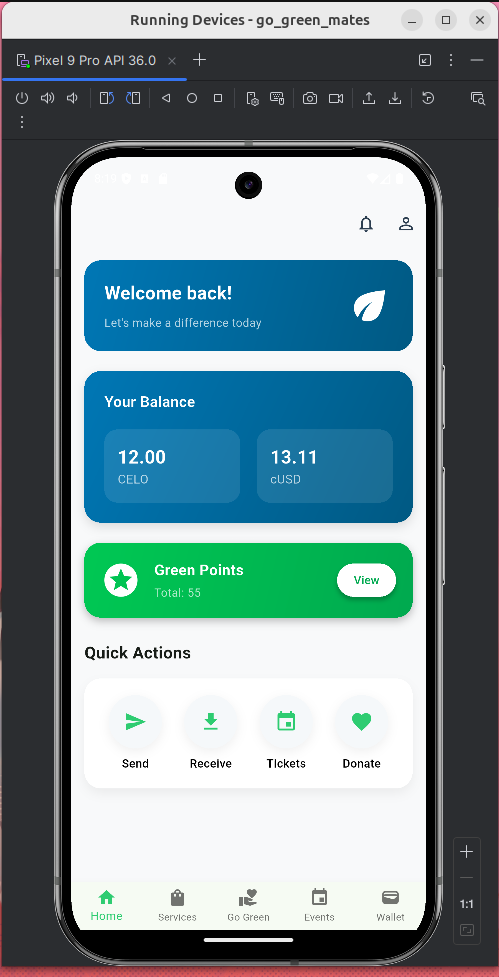 Running Devices - go_green_mates
Pixel 9 Pro API 36.0
Welcome back!
Let's make a difference today
Your Balance
12.00 13.11
CELO cUSD
Green Points
Total: 55
View
Quick Actions
Send Receive Tickets Donate
Home Services Go Green Events Wallet
1:1